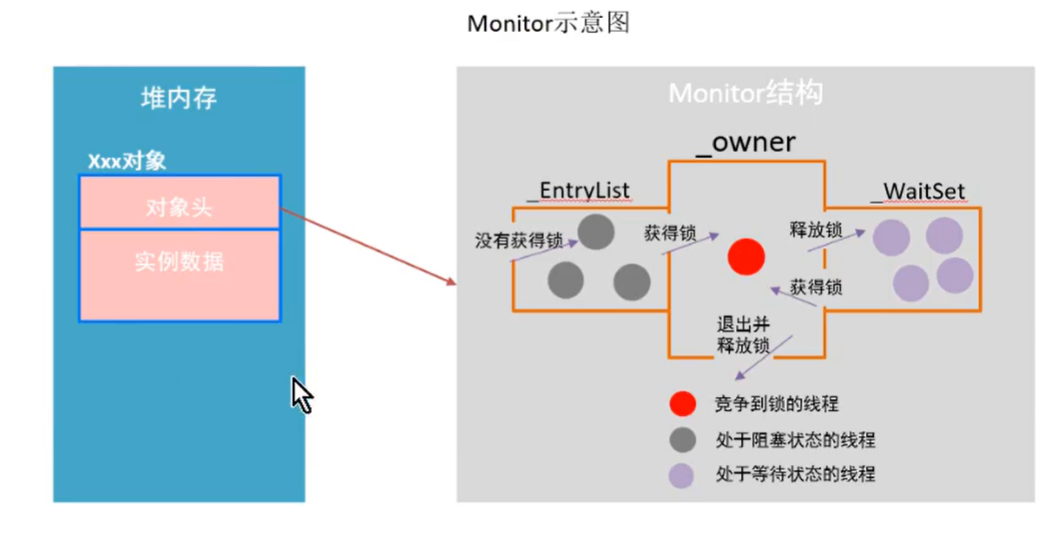 Monitor示意图
堆内存
Xxx对象
对象头
实例数据
Monitor结构
_owner
_EntryList
_WaitSet
没有获得锁
获得锁
释放锁
获得锁
退出并
释放锁
竞争到锁的线程
处于阻塞状态的线程
处于等待状态的线程